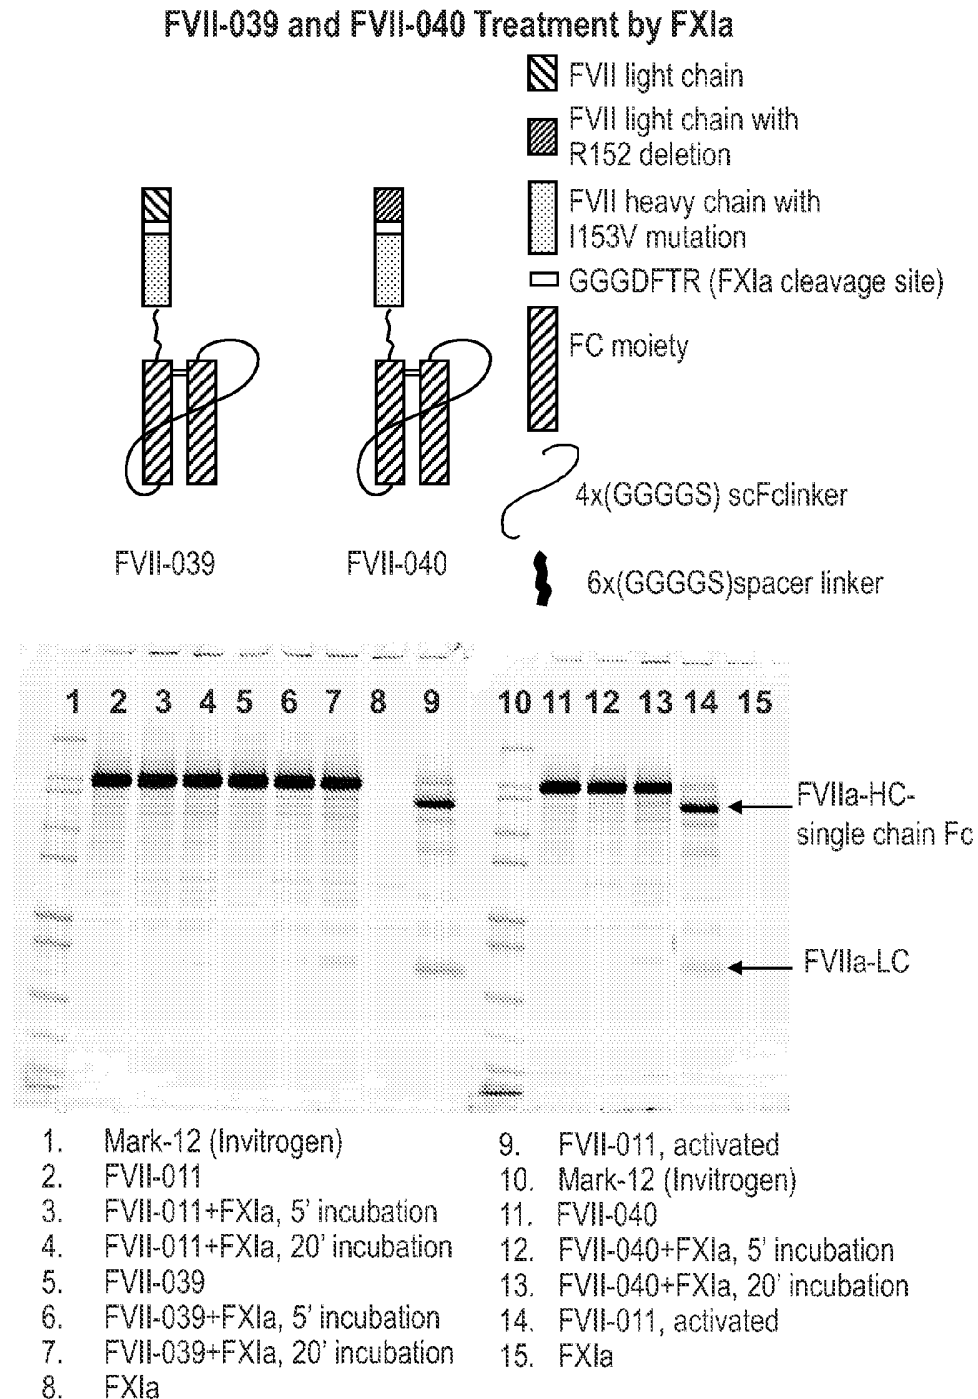 FVII-039 and FVII-040 Treatment by FXIa
FVII light chain
FVII light chain with
R152 deletion
FVII heavy chain with
I153V mutation
GGGDFTR (FXIa cleavage site)
FC moiety
4x(GGGGS) scFclinker
6x(GGGGS)spacer linker
FVII-039
FVII-040
1 2 3 4 5 6 7 8 9 10 11 12 13 14 15
FVIIa-HC-
single chain Fc
FVIIa-LC
1. Mark-12 (Invitrogen)
2. FVII-011
3. FVII-011+FXIa, 5' incubation
4. FVII-011+FXIa, 20' incubation
5. FVII-039
6. FVII-039+FXIa, 5' incubation
7. FVII-039+FXIa, 20' incubation
8. FXIa
9. FVII-011, activated
10. Mark-12 (Invitrogen)
11. FVII-040
12. FVII-040+FXIa, 5' incubation
13. FVII-040+FXIa, 20' incubation
14. FVII-011, activated
15. FXIa